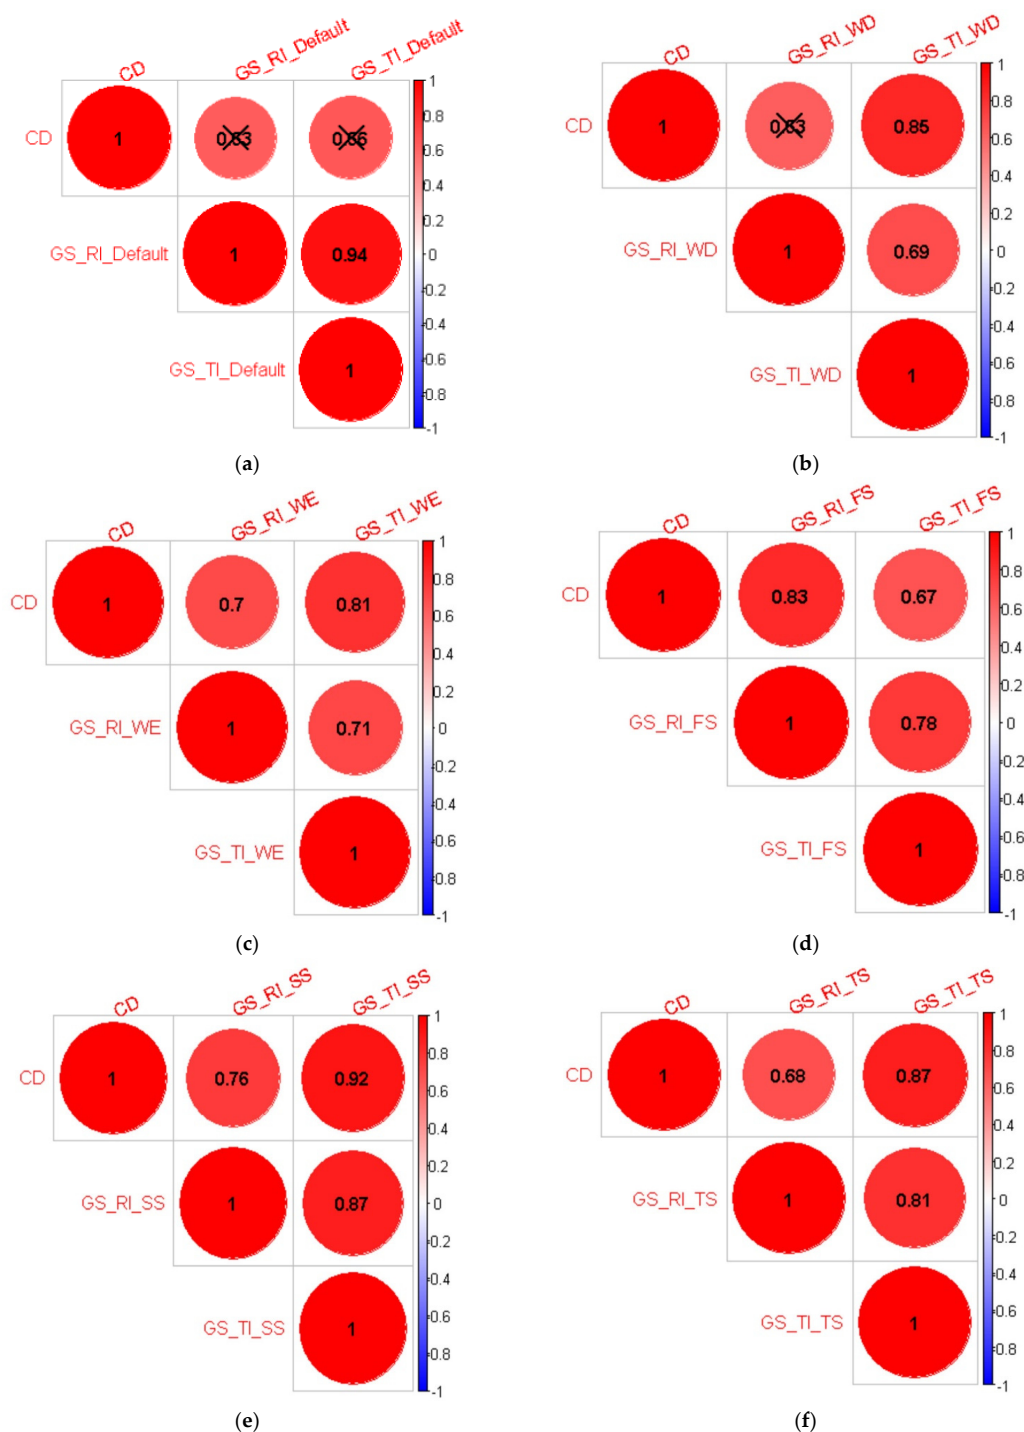 CD GS_RI_Default GS_TI_Default
CD 1 0.63 0.66
GS_RI_Default 1 0.94
GS_TI_Default 1
1
0.8
0.6
0.4
0.2
0
-0.2
-0.4
-0.6
-0.8
-1
(a)
CD GS_RI_WD GS_TI_WD
CD 1 0.63 0.85
GS_RI_WD 1 0.69
GS_TI_WD 1
1
0.8
0.6
0.4
0.2
0
-0.2
-0.4
-0.6
-0.8
-1
(b)
CD GS_RI_WE GS_TI_WE
CD 1 0.7 0.81
GS_RI_WE 1 0.71
GS_TI_WE 1
1
0.8
0.6
0.4
0.2
0
-0.2
-0.4
-0.6
-0.8
-1
(c)
CD GS_RI_FS GS_TI_FS
CD 1 0.83 0.67
GS_RI_FS 1 0.78
GS_TI_FS 1
1
0.8
0.6
0.4
0.2
0
-0.2
-0.4
-0.6
-0.8
-1
(d)
CD GS_RI_SS GS_TI_SS
CD 1 0.76 0.92
GS_RI_SS 1 0.87
GS_TI_SS 1
1
0.8
0.6
0.4
0.2
0
-0.2
-0.4
-0.6
-0.8
-1
(e)
CD GS_RI_TS GS_TI_TS
CD 1 0.68 0.87
GS_RI_TS 1 0.81
GS_TI_TS 1
1
0.8
0.6
0.4
0.2
0
-0.2
-0.4
-0.6
-0.8
-1
(f)